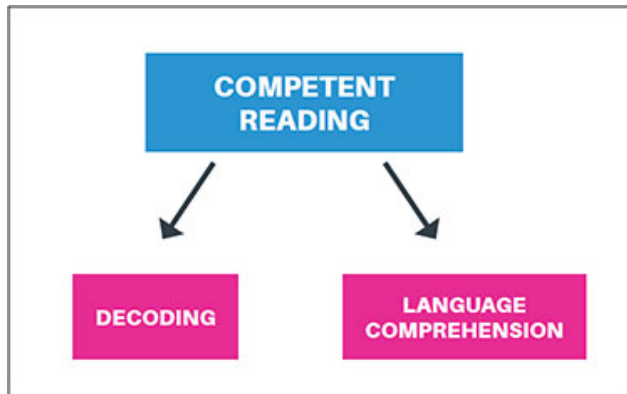 COMPETENT
READING
DECODING
LANGUAGE
COMPREHENSION